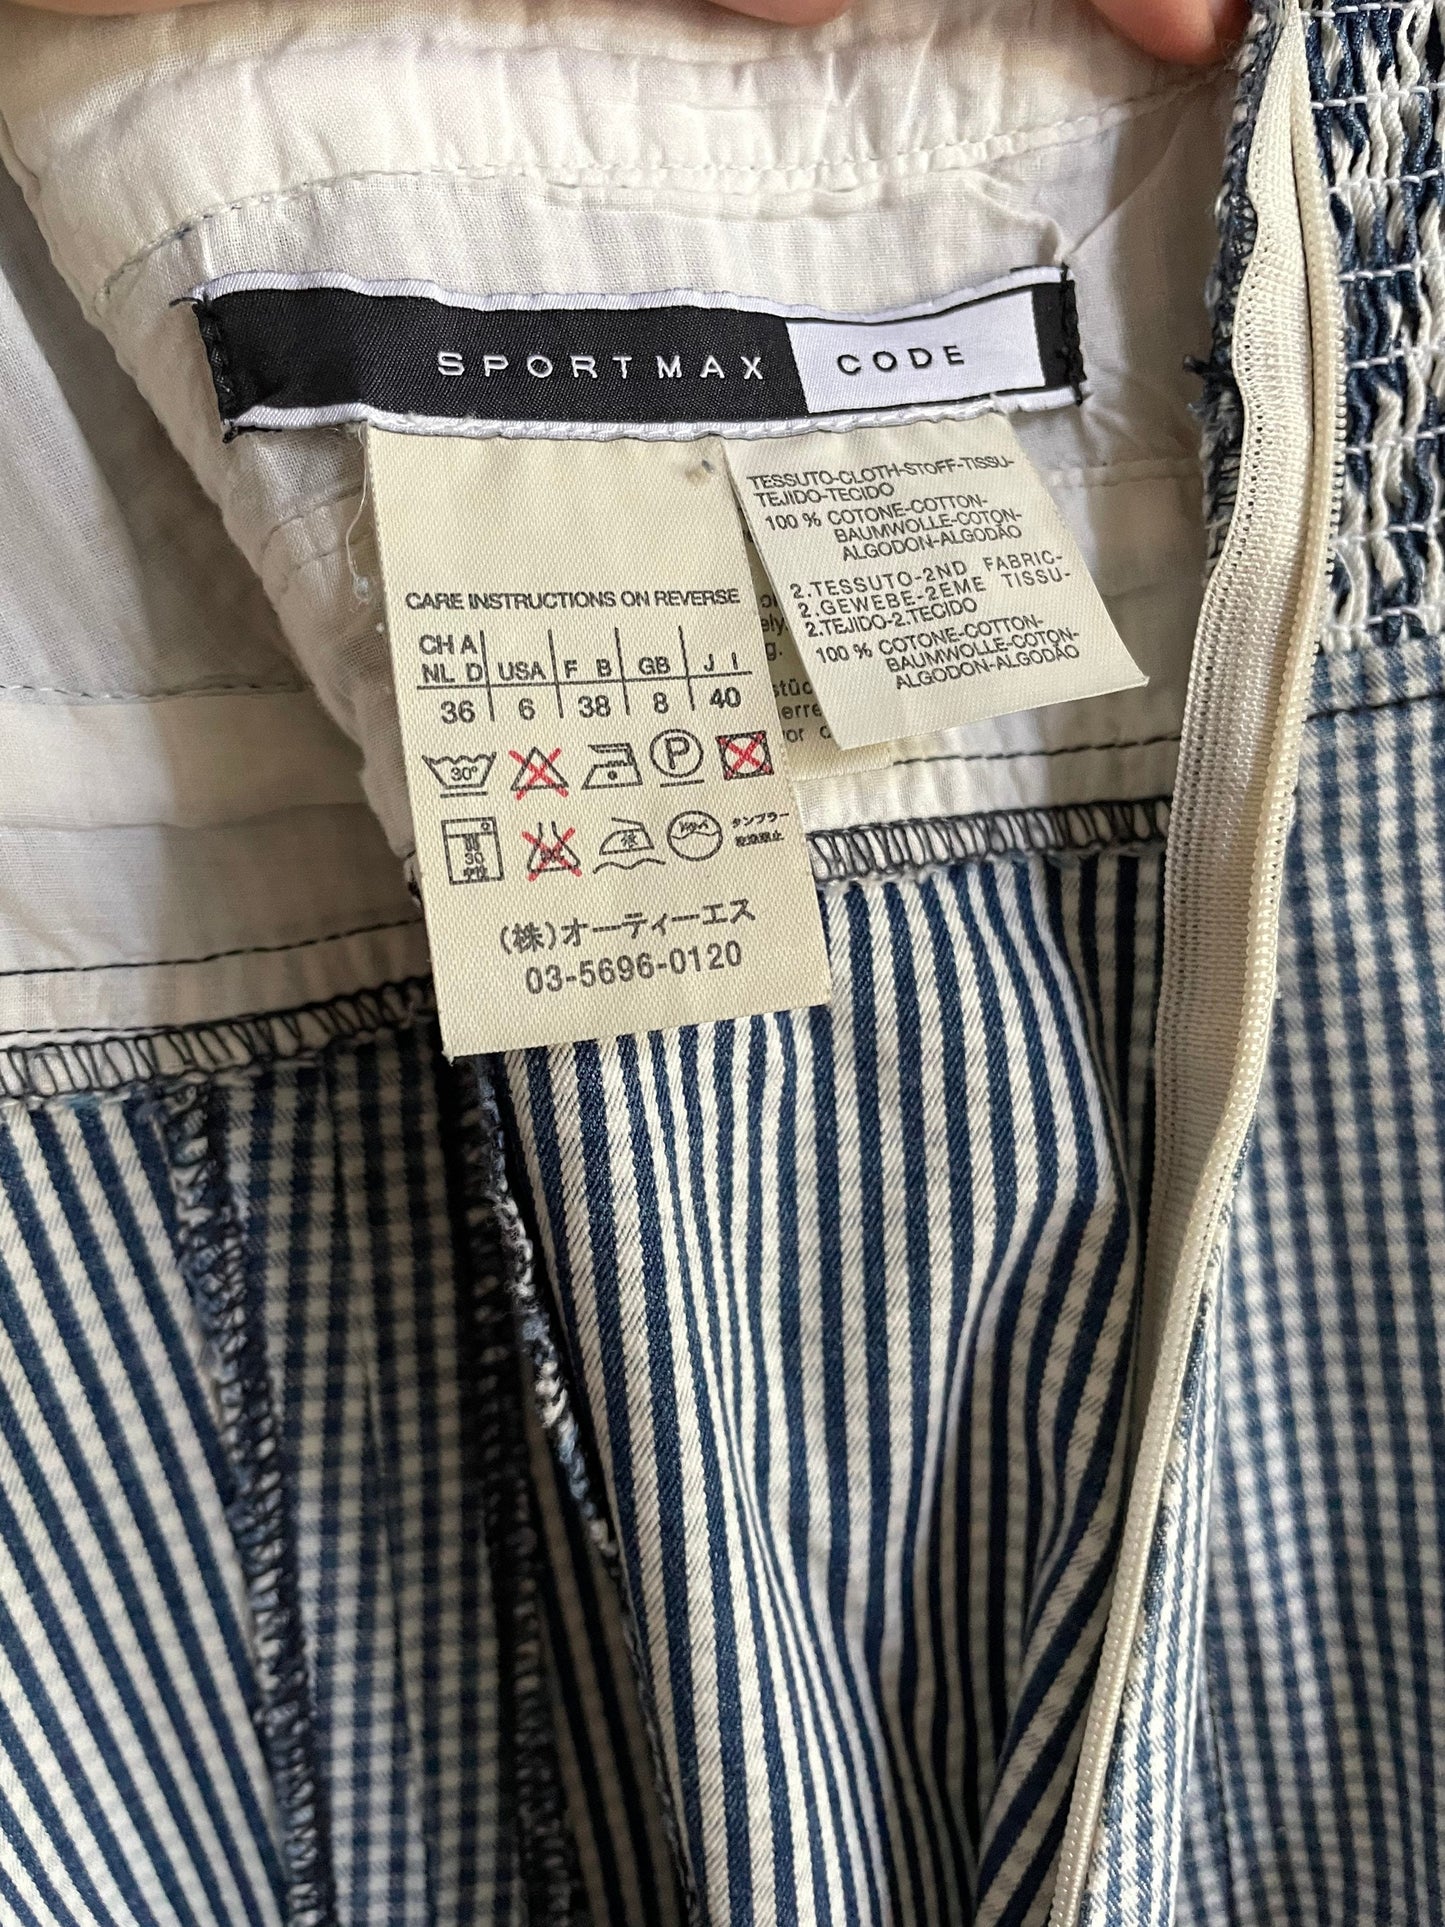 SPORTMAX CODE
CARE INSTRUCTIONS ON REVERSE
CH A
NL D USA F B GB J I
36 6 38 8 40
30° P
30
中性
タンブラー
乾燥禁止
(株)オーティーエス
03-5696-0120
TESSUTO-CLOTH-STOFF-TISSU-
TEJIDO-TECIDO
100 % COTONE-COTTON-
BAUMWOLLE-COTON-
ALGODON-ALGODÃO
2.TESSUTO-2ND FABRIC-
2.GEWEBE-2EME TISSU-
2.TEJIDO-2.TECIDO
100 % COTONE-COTTON-
BAUMWOLLE-COTON-
ALGODON-ALGODÃO